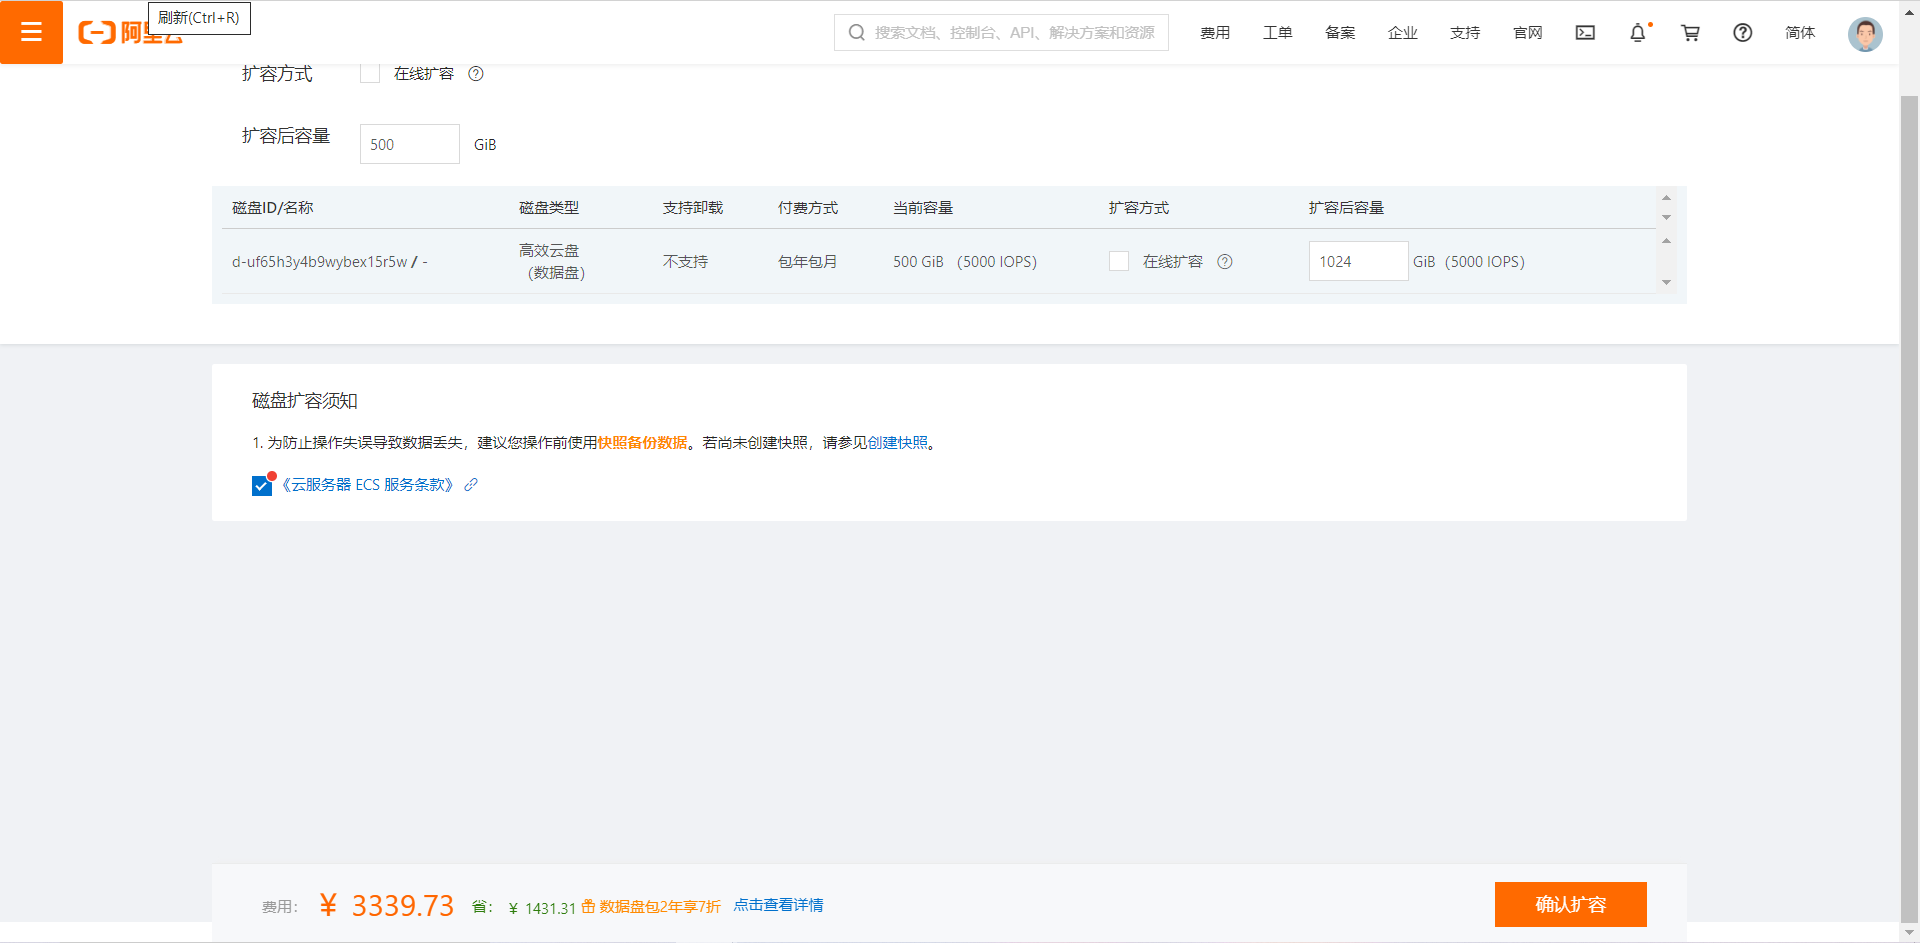 刷新(Ctrl+R)
阿里云
搜索文档、控制台、API、解决方案和资源
费用 工单 备案 企业 支持 官网 简体
扩容方式 在线扩容
扩容后容量 500 GiB
磁盘ID/名称 磁盘类型 支持卸载 付费方式 当前容量 扩容方式 扩容后容量
d-uf65h3y4b9wybex15r5w / - 高效云盘 不支持 包年包月 500 GiB （5000 IOPS） 在线扩容 1024 GiB（5000 IOPS）
（数据盘）
磁盘扩容须知
1. 为防止操作失误导致数据丢失，建议您操作前使用快照备份数据。若尚未创建快照，请参见创建快照。
《云服务器 ECS 服务条款》
费用： ¥ 3339.73 省： ¥ 1431.31 数据盘包2年享7折 点击查看详情
确认扩容